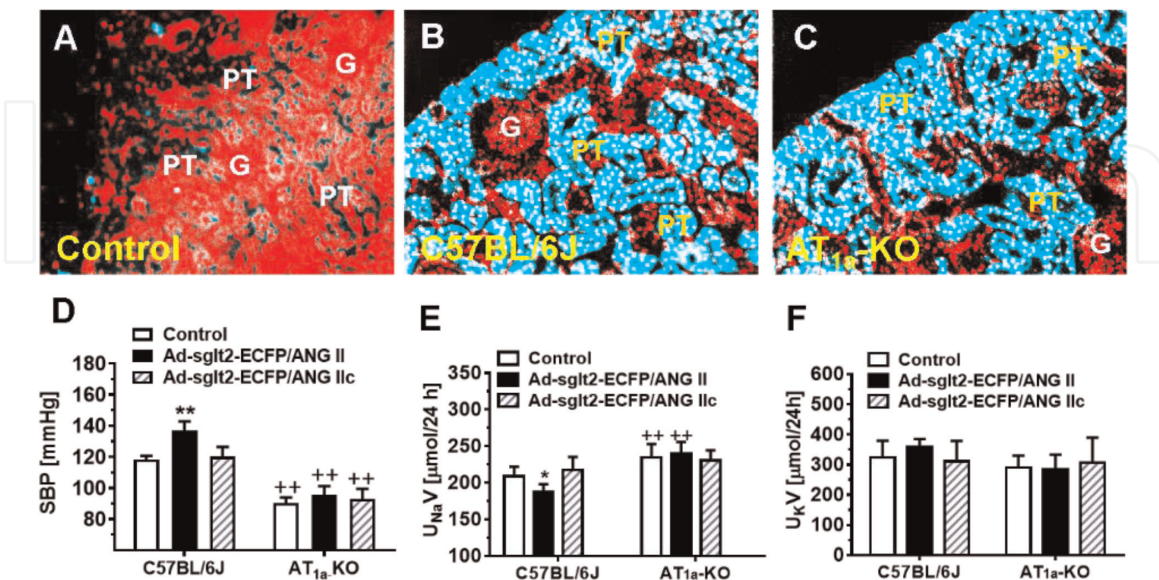 A
PT
G
PT
G
PT
Control
B
PT
G
PT
PT
C57BL/6J
C
PT
PT
PT
G
AT1a-KO
D
Control
Ad-sglt2-ECFP/ANG II
Ad-sglt2-ECFP/ANG IIc
SBP [mmHg]
180
160
140
120
100
80
**
++
++
++
C57BL/6J
AT1a-KO
E
Control
Ad-sglt2-ECFP/ANG II
Ad-sglt2-ECFP/ANG IIc
UNaV [µmol/24 h]
350
300
250
200
150
100
*
++
++
C57BL/6J
AT1a-KO
F
Control
Ad-sglt2-ECFP/ANG II
Ad-sglt2-ECFP/ANG IIc
UKV [µmol/24h]
600
500
400
300
200
100
0
C57BL/6J
AT1a-KO